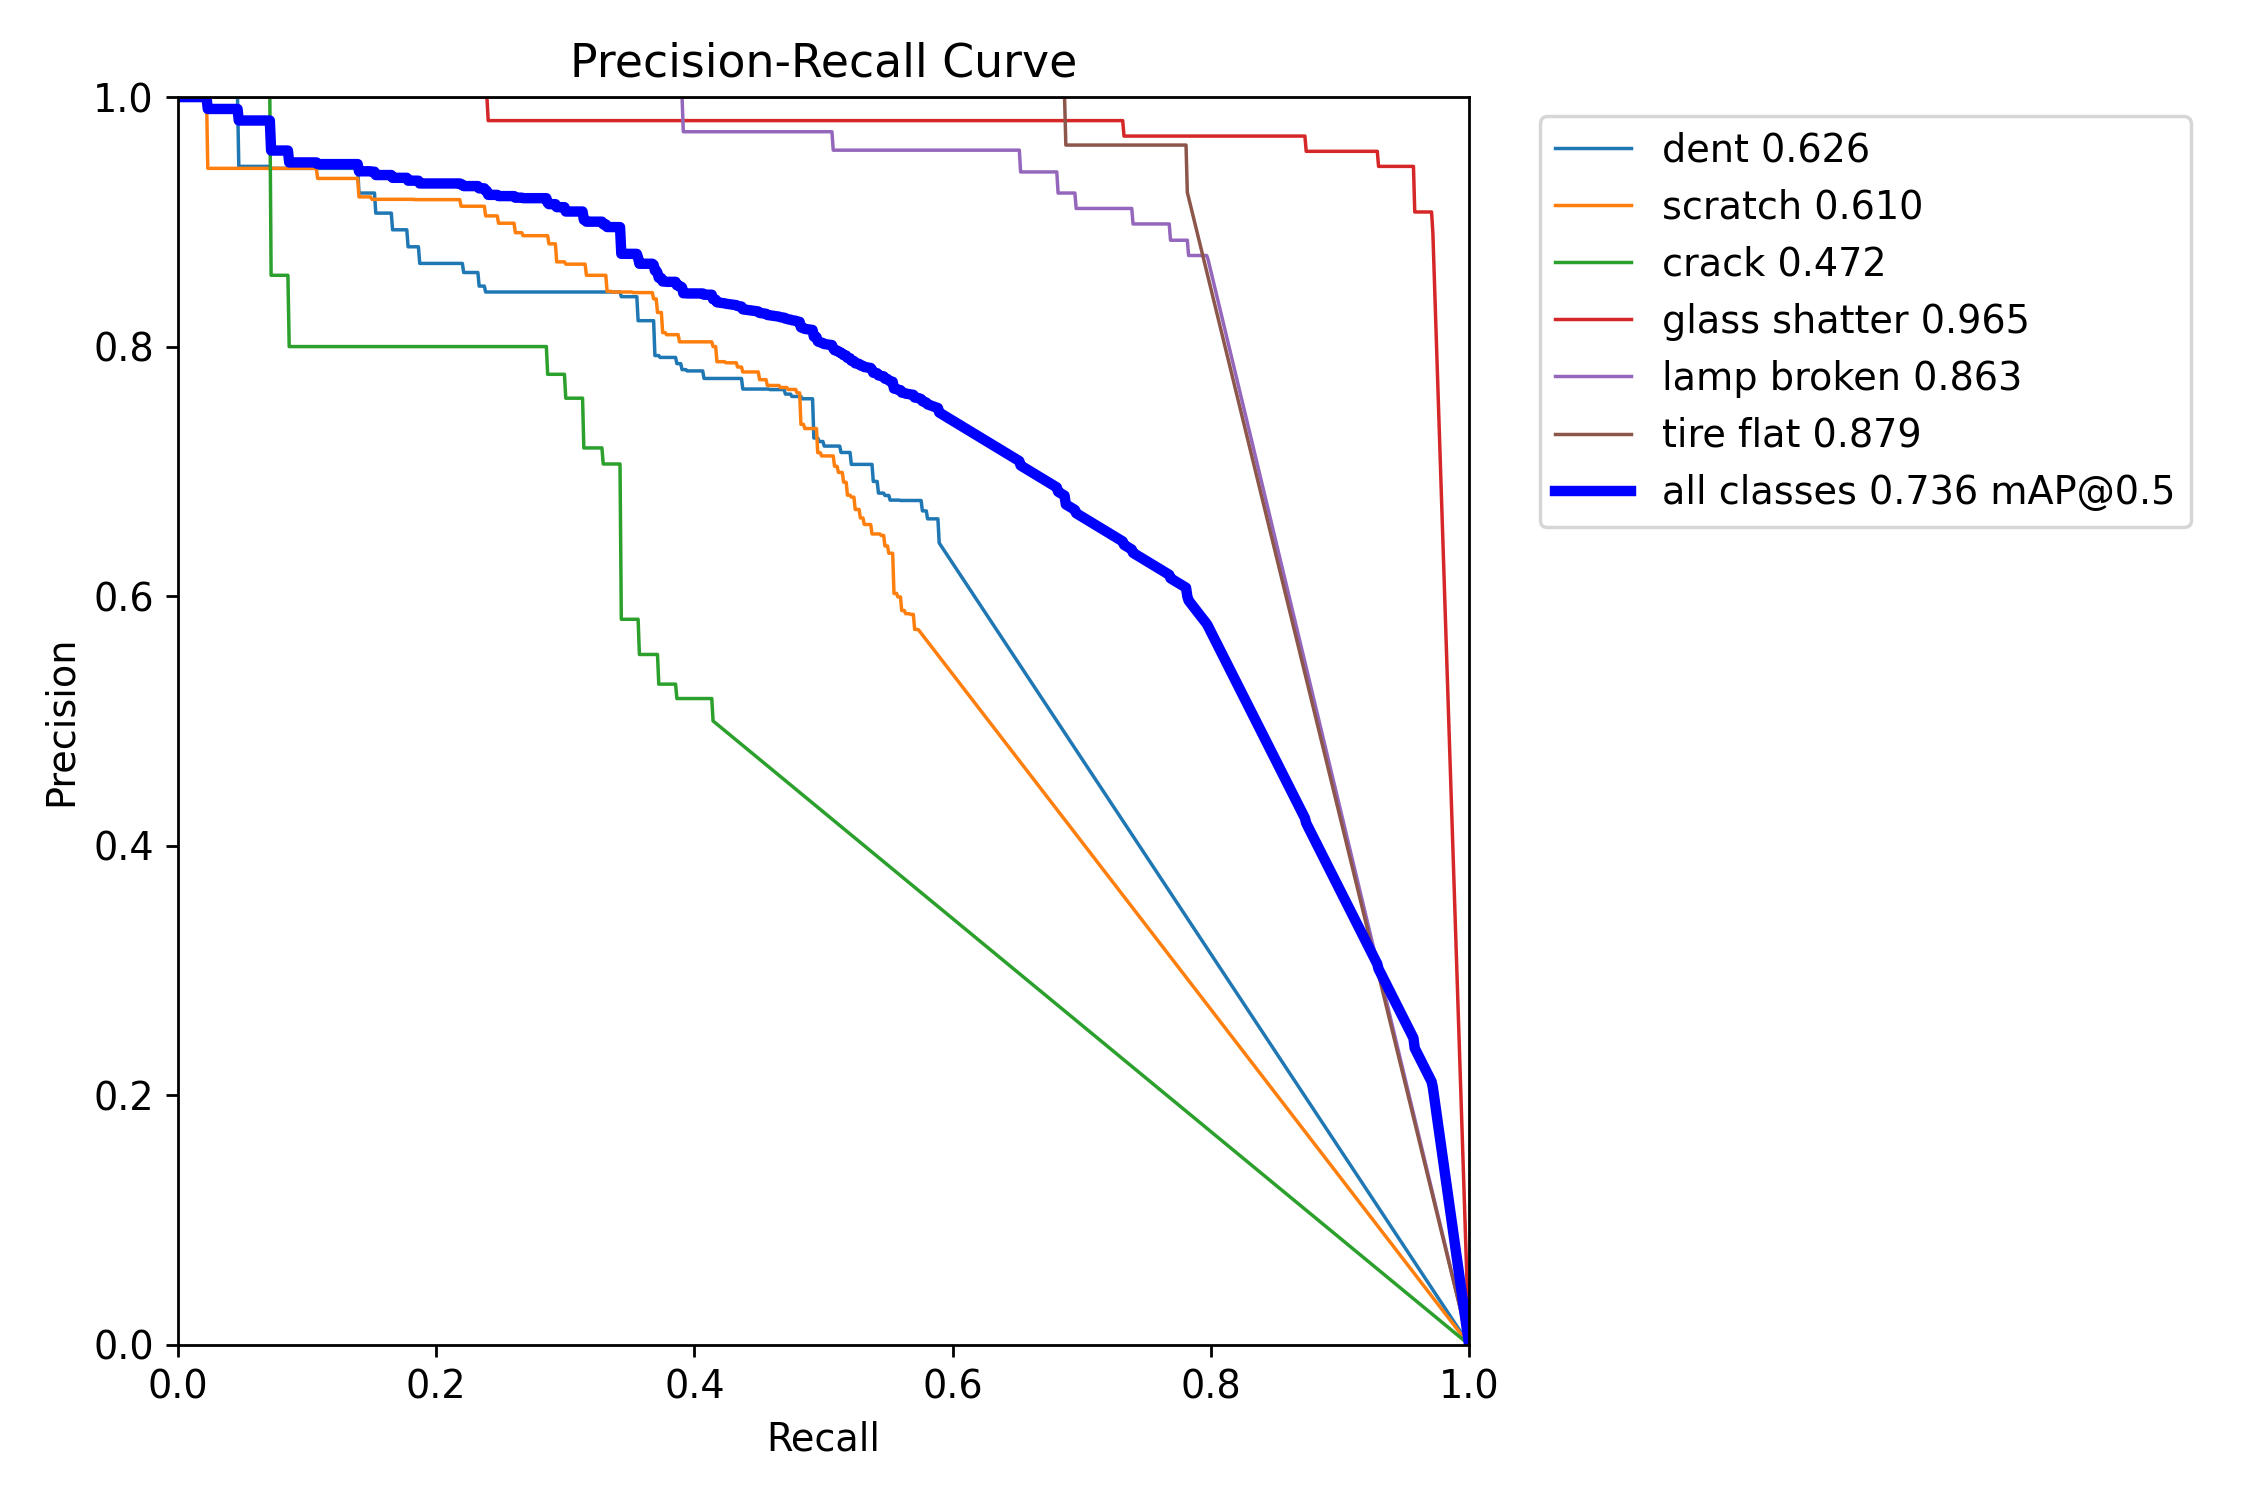 Precision-Recall Curve
1.0
0.8
0.6
0.4
0.2
0.0
Precision
0.0 0.2 0.4 0.6 0.8 1.0
Recall
dent 0.626
scratch 0.610
crack 0.472
glass shatter 0.965
lamp broken 0.863
tire flat 0.879
all classes 0.736 mAP@0.5